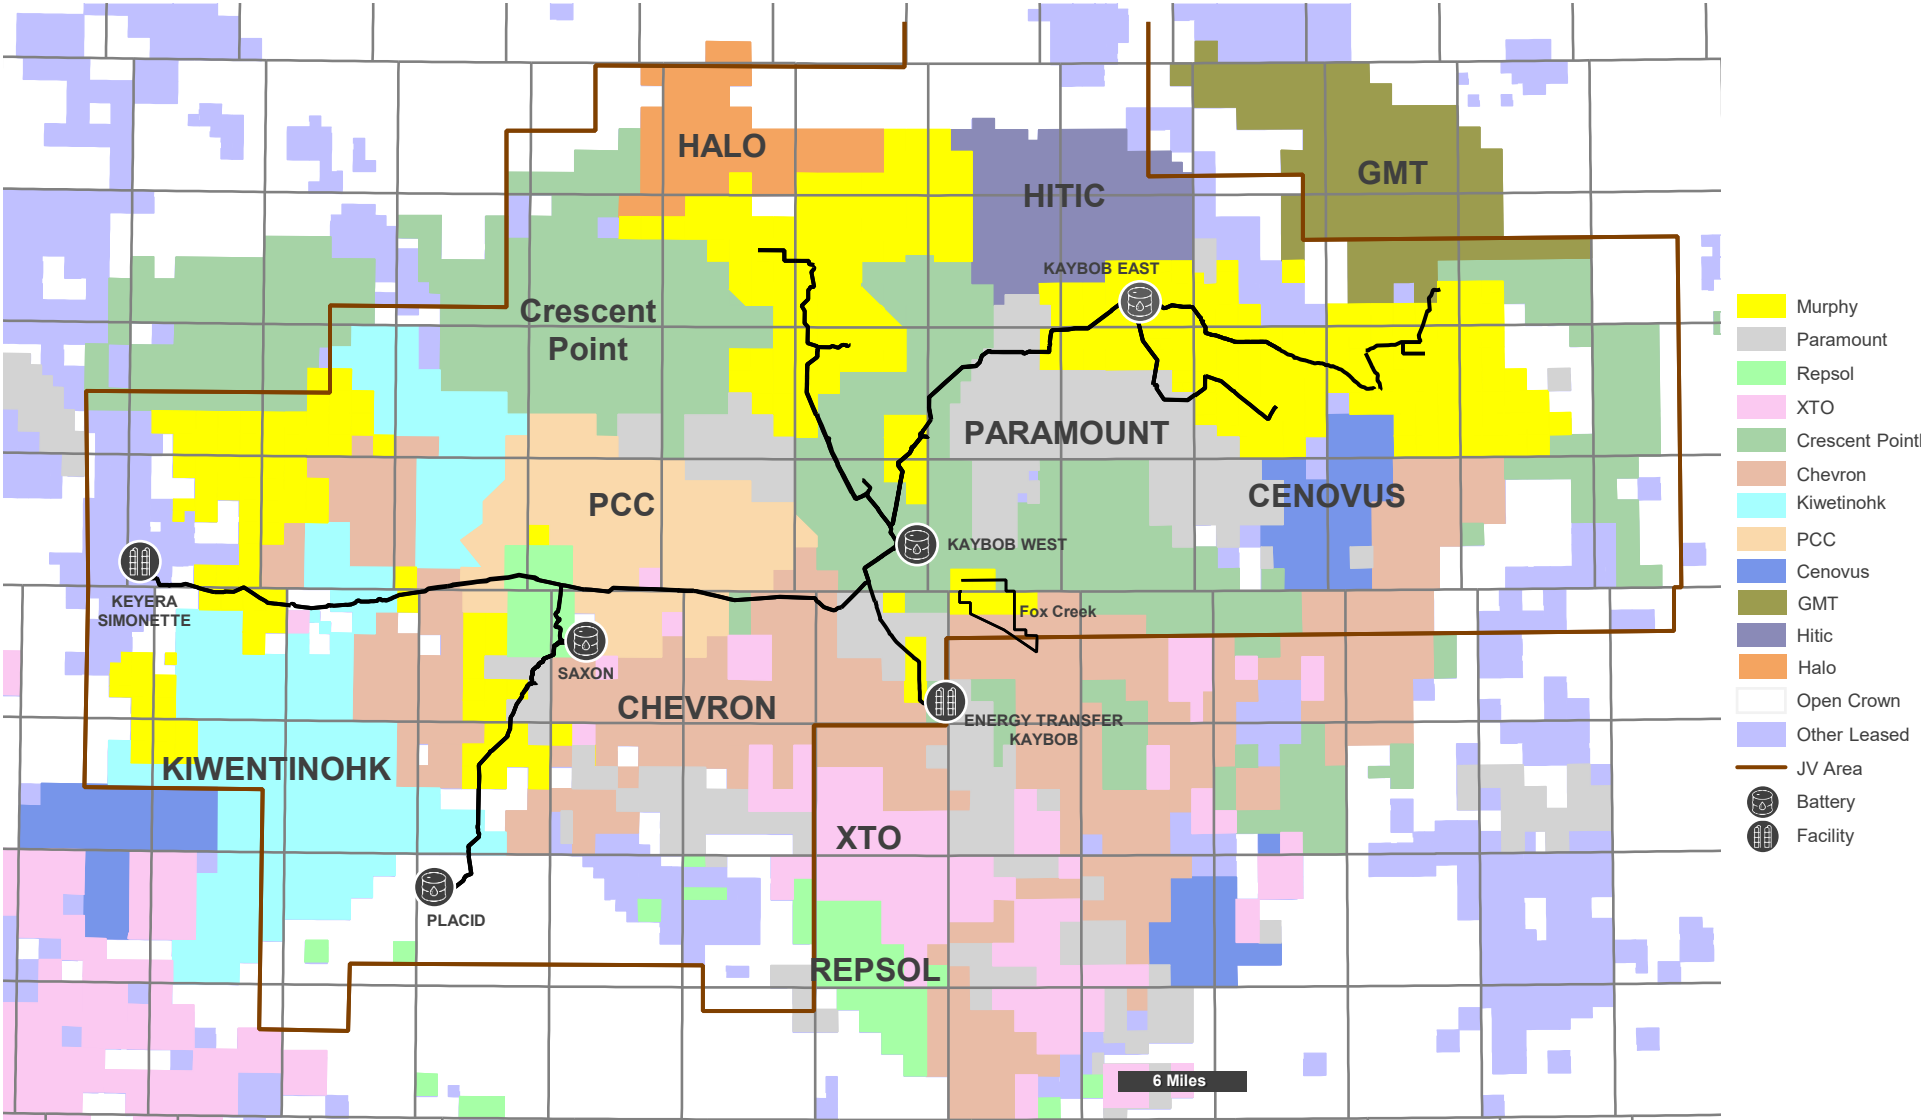 HALO
HITIC
GMT
KAYBOB EAST
Crescent
Point
PARAMOUNT
PCC
CENOVUS
KAYBOB WEST
KEYERA
SIMONETTE
Fox Creek
SAXON
CHEVRON
ENERGY TRANSFER
KAYBOB
KIWENTINOHK
XTO
PLACID
REPSOL
6 Miles
Murphy
Paramount
Repsol
XTO
Crescent Point
Chevron
Kiwetinohk
PCC
Cenovus
GMT
Hitic
Halo
Open Crown
Other Leased
JV Area
Battery
Facility